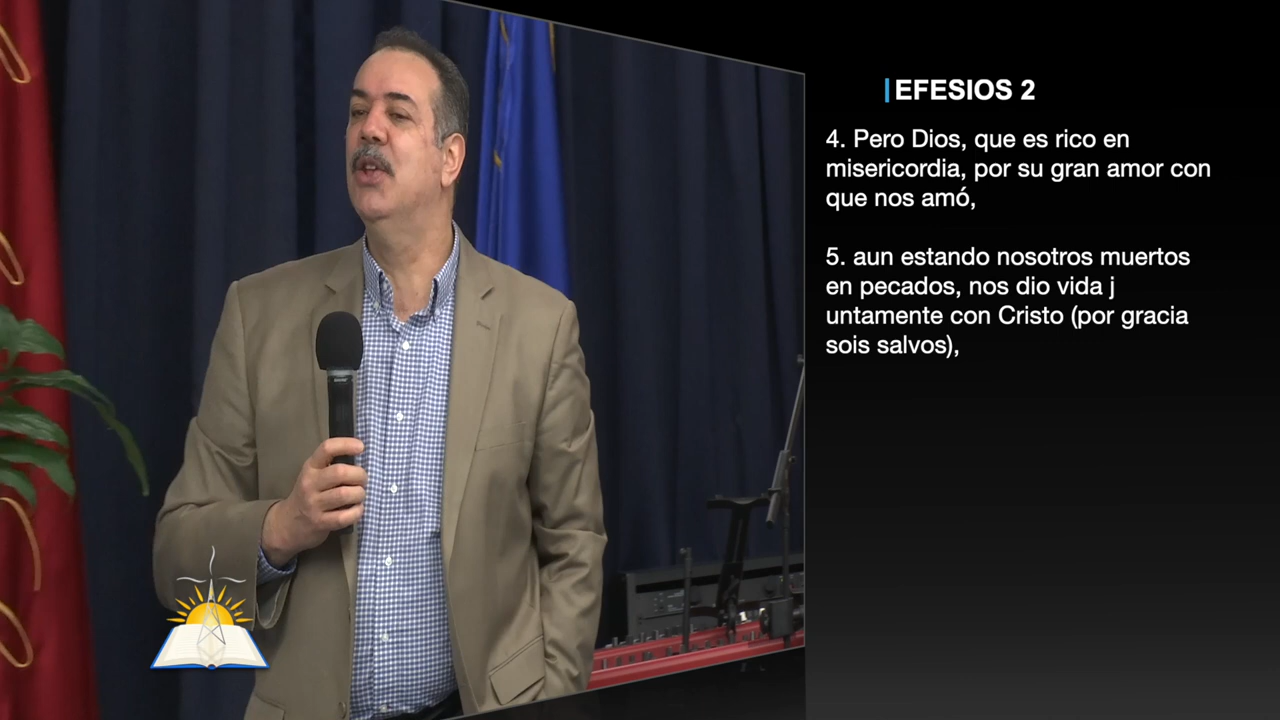 EFESIOS 2
4. Pero Dios, que es rico en
misericordia, por su gran amor con
que nos amó,
5. aun estando nosotros muertos
en pecados, nos dio vida j
untamente con Cristo (por gracia
sois salvos),